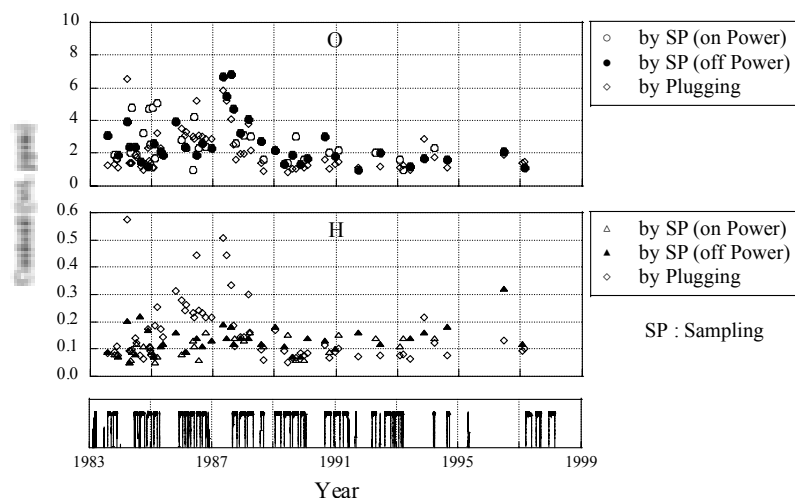 10
O
8
6
4
2
0
by SP (on Power)
by SP (off Power)
by Plugging
0.6
H
0.5
0.4
0.3
0.2
0.1
0.0
by SP (on Power)
by SP (off Power)
by Plugging
SP : Sampling
1983 1987 1991 1995 1999
Year